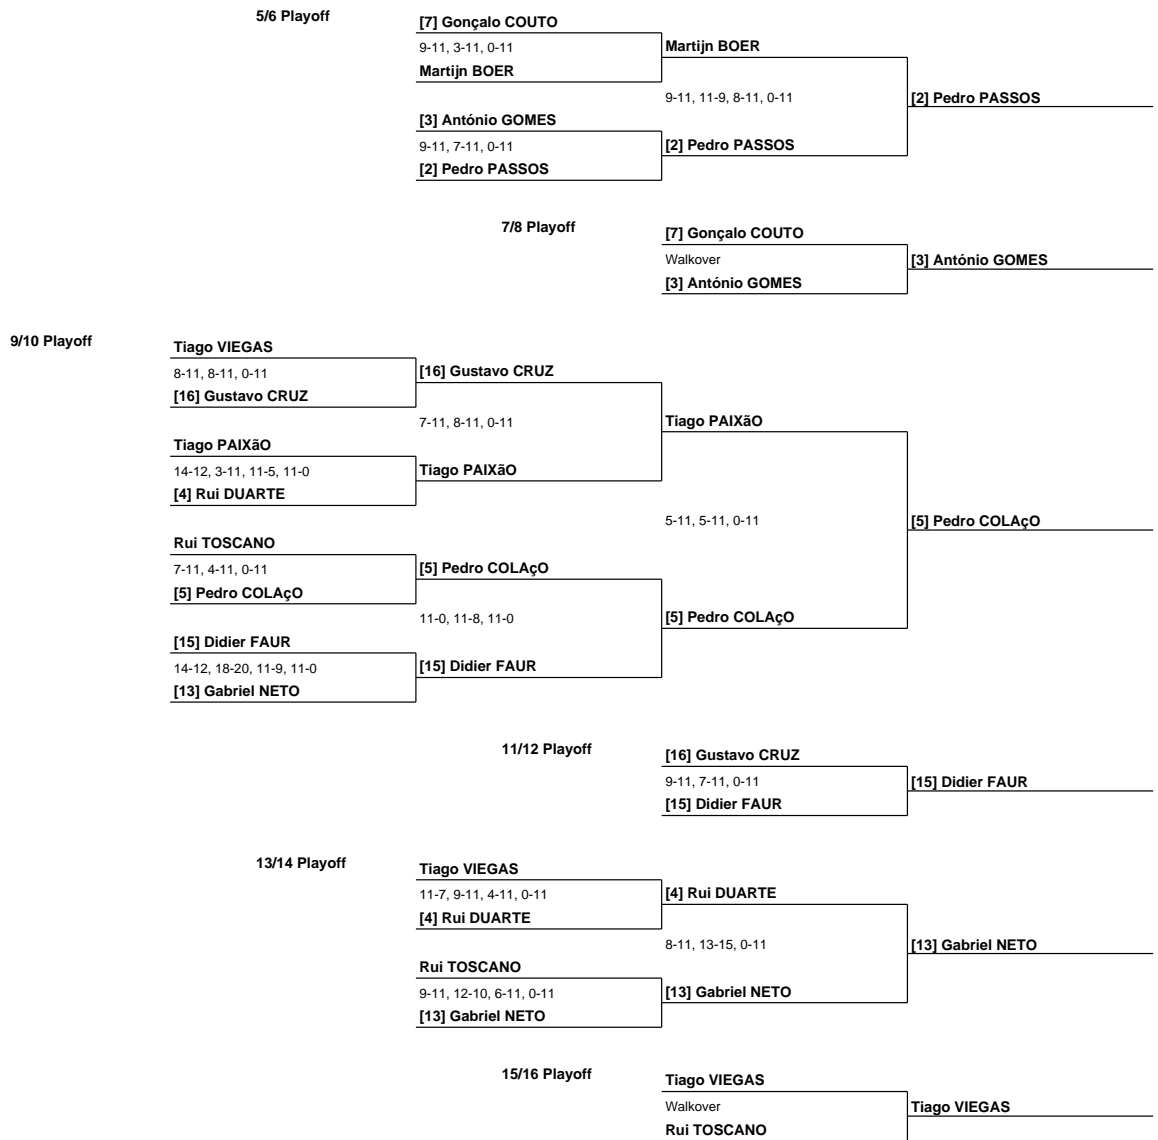 5/6 Playoff
[7] Gonçalo COUTO
9-11, 3-11, 0-11
Martijn BOER
Martijn BOER
9-11, 11-9, 8-11, 0-11
[2] Pedro PASSOS
[3] António GOMES
9-11, 7-11, 0-11
[2] Pedro PASSOS
[2] Pedro PASSOS
7/8 Playoff
[7] Gonçalo COUTO
Walkover
[3] António GOMES
[3] António GOMES
9/10 Playoff
Tiago VIEGAS
8-11, 8-11, 0-11
[16] Gustavo CRUZ
[16] Gustavo CRUZ
7-11, 8-11, 0-11
Tiago PAIXãO
Tiago PAIXãO
14-12, 3-11, 11-5, 11-0
Tiago PAIXãO
[4] Rui DUARTE
5-11, 5-11, 0-11
[5] Pedro COLAçO
Rui TOSCANO
7-11, 4-11, 0-11
[5] Pedro COLAçO
[5] Pedro COLAçO
11-0, 11-8, 11-0
[5] Pedro COLAçO
[15] Didier FAUR
14-12, 18-20, 11-9, 11-0
[15] Didier FAUR
[13] Gabriel NETO
11/12 Playoff
[16] Gustavo CRUZ
9-11, 7-11, 0-11
[15] Didier FAUR
[15] Didier FAUR
13/14 Playoff
Tiago VIEGAS
11-7, 9-11, 4-11, 0-11
[4] Rui DUARTE
[4] Rui DUARTE
8-11, 13-15, 0-11
[13] Gabriel NETO
Rui TOSCANO
9-11, 12-10, 6-11, 0-11
[13] Gabriel NETO
[13] Gabriel NETO
15/16 Playoff
Tiago VIEGAS
Walkover
Tiago VIEGAS
Rui TOSCANO